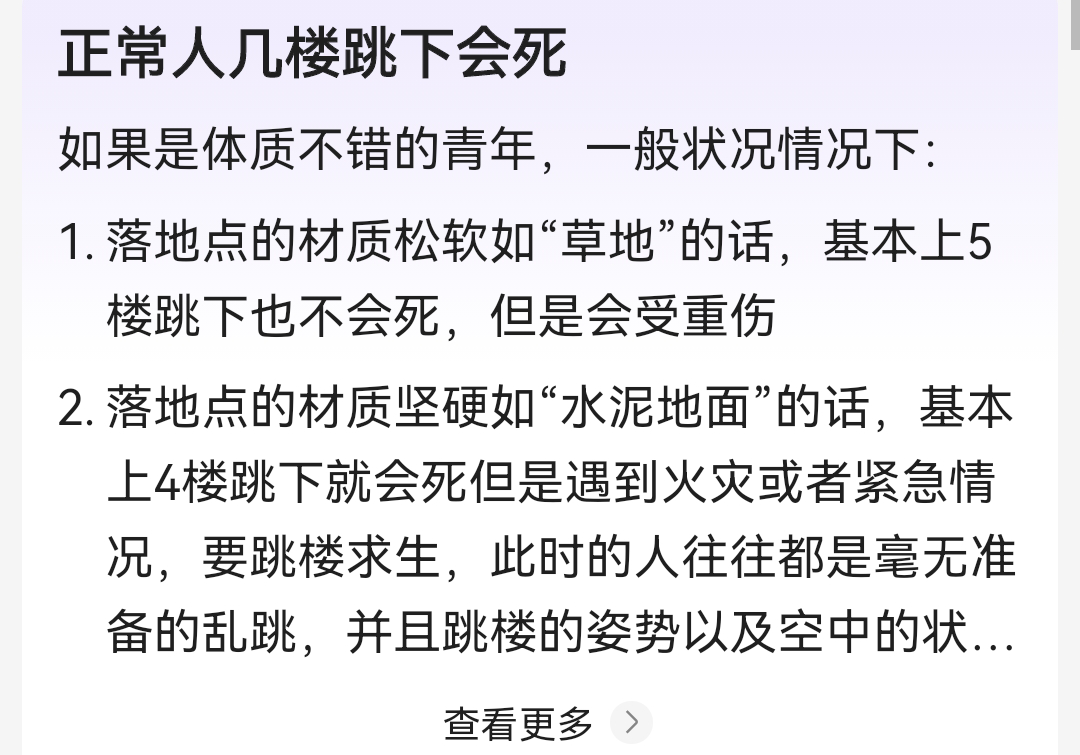 正常人几楼跳下会死
如果是体质不错的青年，一般状况情况下：
1. 落地点的材质松软如“草地”的话，基本上5
楼跳下也不会死，但是会受重伤
2. 落地点的材质坚硬如“水泥地面”的话，基本
上4楼跳下就会死但是遇到火灾或者紧急情
况，要跳楼求生，此时的人往往都是毫无准
备的乱跳，并且跳楼的姿势以及空中的状…
查看更多